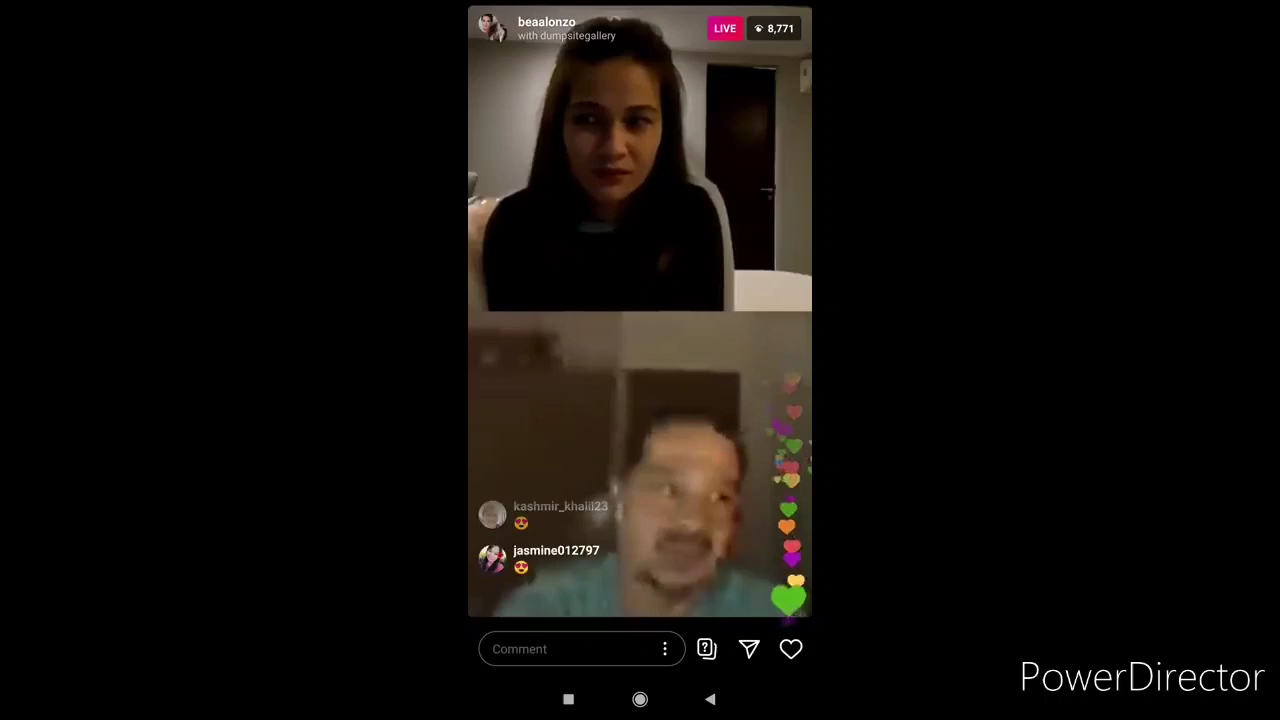 beaalonzo
with dumpsitegallery
LIVE
8,771
kashmir_khalil23
😍
jasmine012797
😍
Comment
PowerDirector